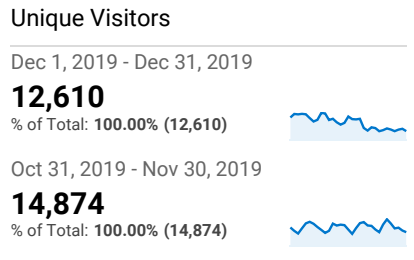 Unique Visitors
Dec 1, 2019 - Dec 31, 2019
12,610
% of Total: 100.00% (12,610)
Oct 31, 2019 - Nov 30, 2019
14,874
% of Total: 100.00% (14,874)